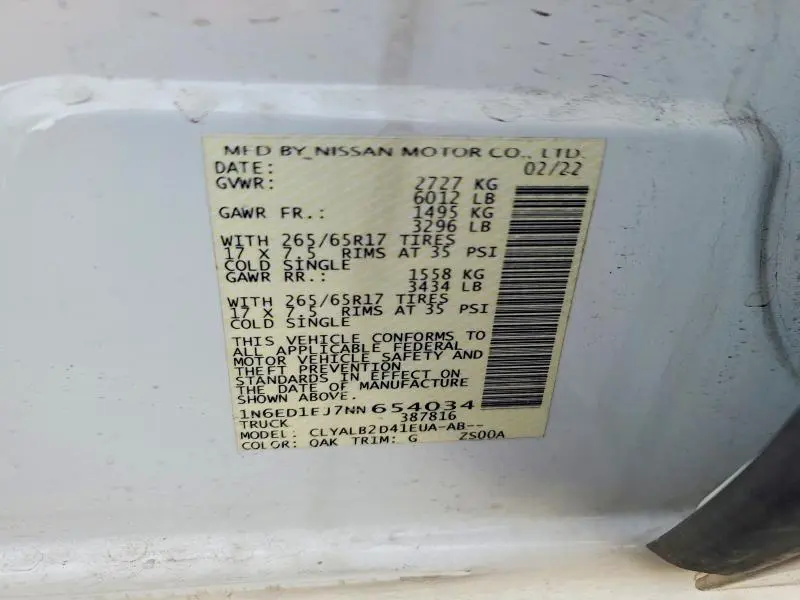 MFD BY NISSAN MOTOR CO., LTD.
DATE: 02/22
GVWR: 2727 KG
6012 LB
GAWR FR.: 1495 KG
3296 LB
WITH 265/65R17 TIRES
17 X 7.5 RIMS AT 35 PSI
COLD SINGLE
GAWR RR.: 1558 KG
3434 LB
WITH 265/65R17 TIRES
17 X 7.5 RIMS AT 35 PSI
COLD SINGLE
THIS VEHICLE CONFORMS TO
ALL APPLICABLE FEDERAL
MOTOR VEHICLE SAFETY AND
THEFT PREVENTION
STANDARDS IN EFFECT ON
THE DATE OF MANUFACTURE
SHOWN ABOVE.
1N6ED1EJ7NN654034
TRUCK 387816
MODEL: CLYALB2D41EUA-AB--
COLOR: QAK TRIM: G ZS00A